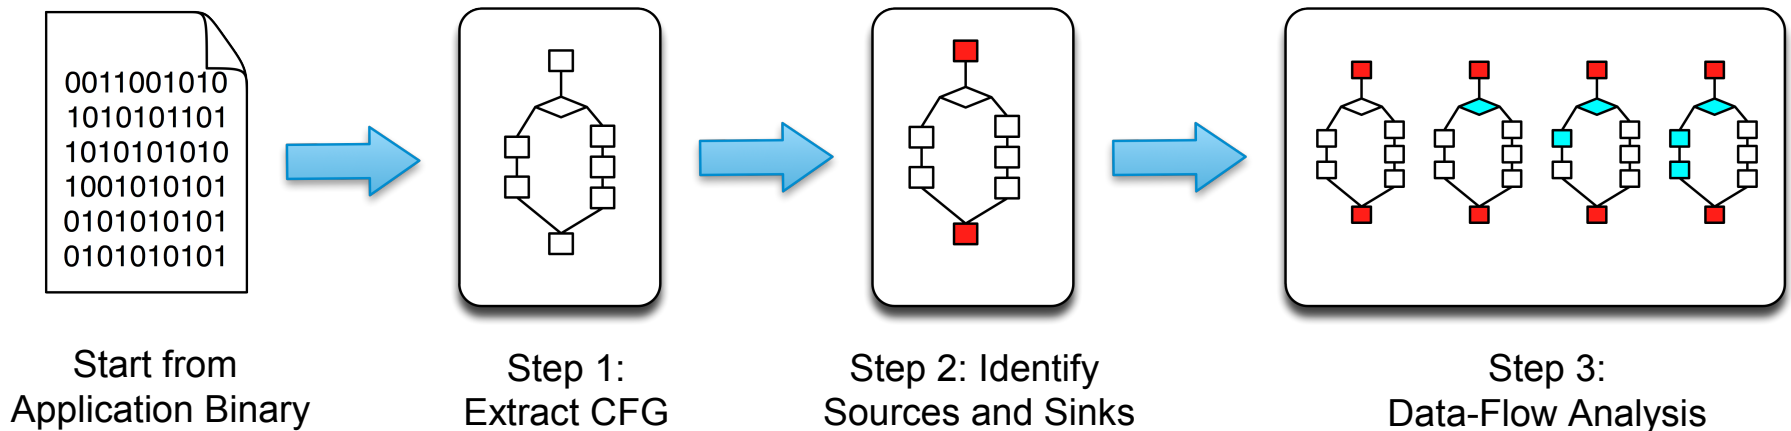 0011001010
1010101101
1010101010
1001010101
0101010101
0101010101
Start from
Application Binary
Step 1:
Extract CFG
Step 2: Identify
Sources and Sinks
Step 3:
Data-Flow Analysis